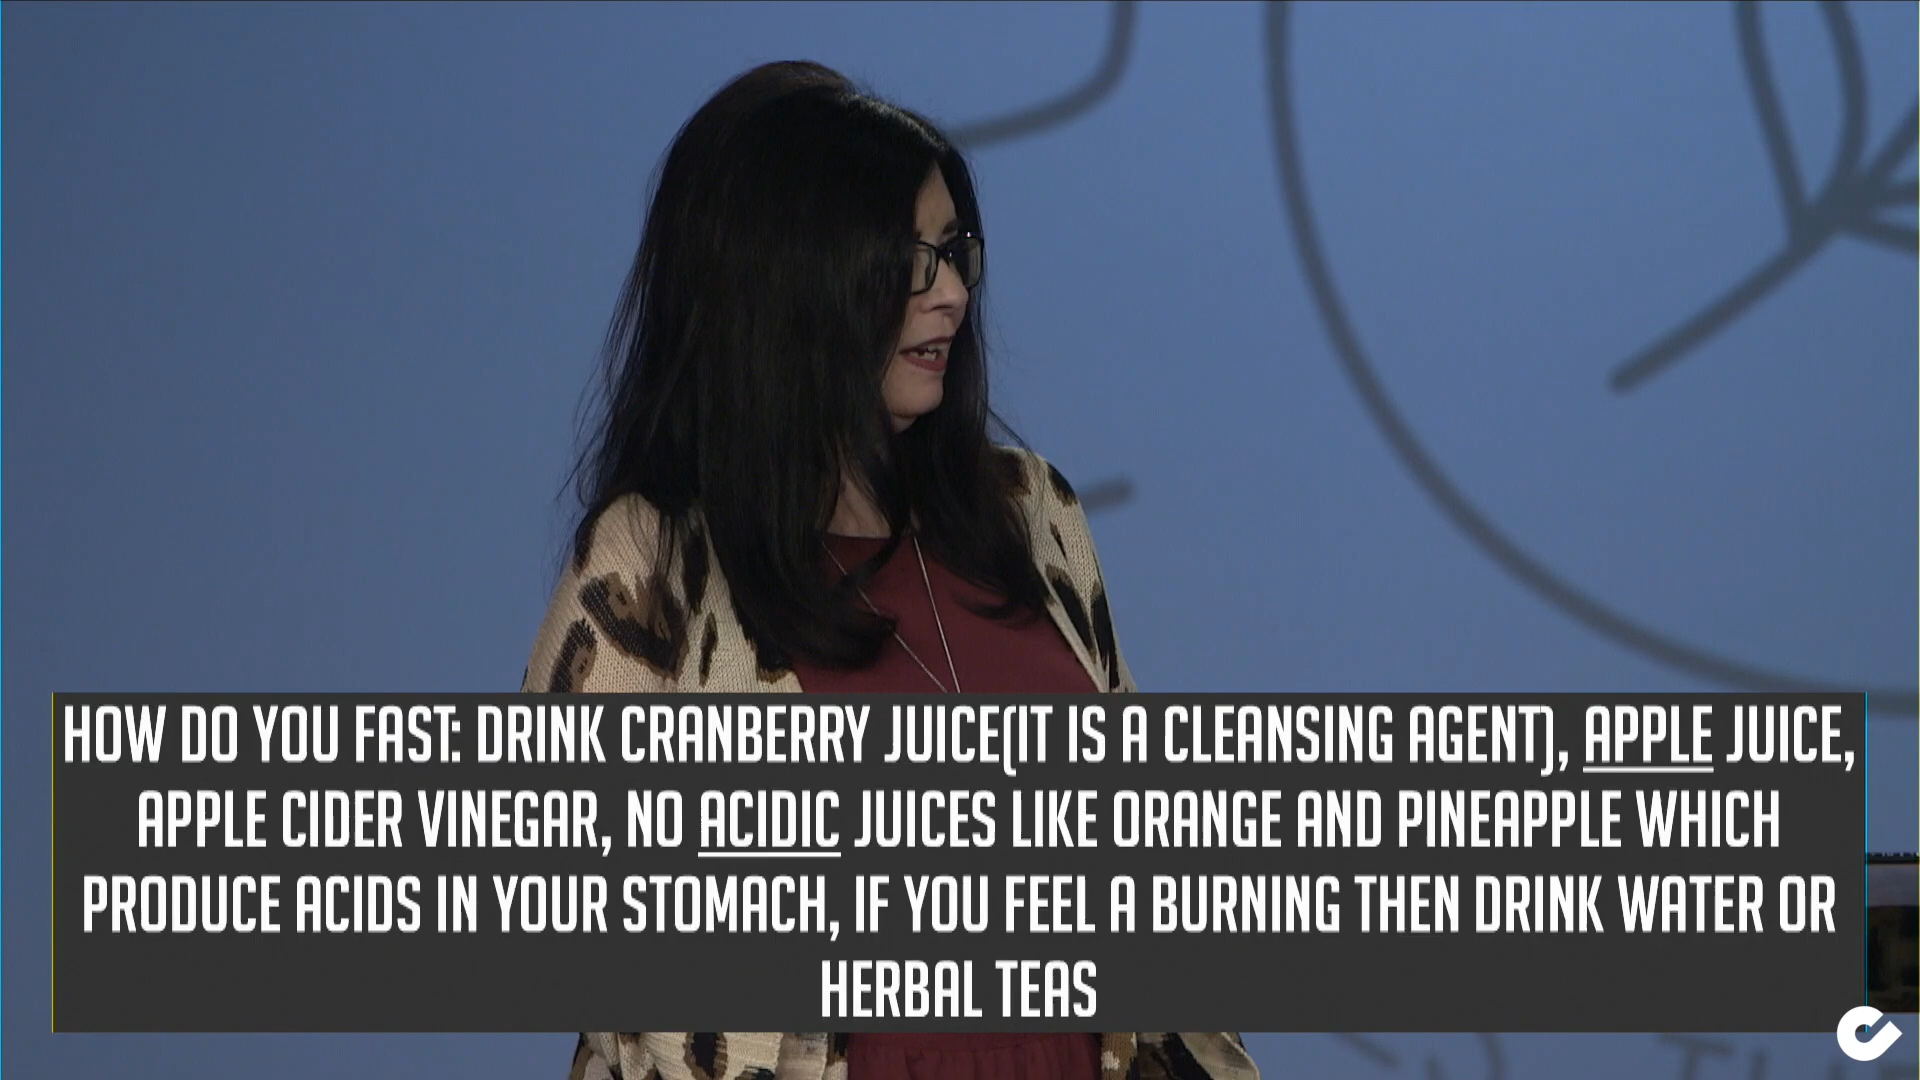 HOW DO YOU FAST: DRINK CRANBERRY JUICE(IT IS A CLEANSING AGENT), APPLE JUICE,
APPLE CIDER VINEGAR, NO ACIDIC JUICES LIKE ORANGE AND PINEAPPLE WHICH
PRODUCE ACIDS IN YOUR STOMACH, IF YOU FEEL A BURNING THEN DRINK WATER OR
HERBAL TEAS